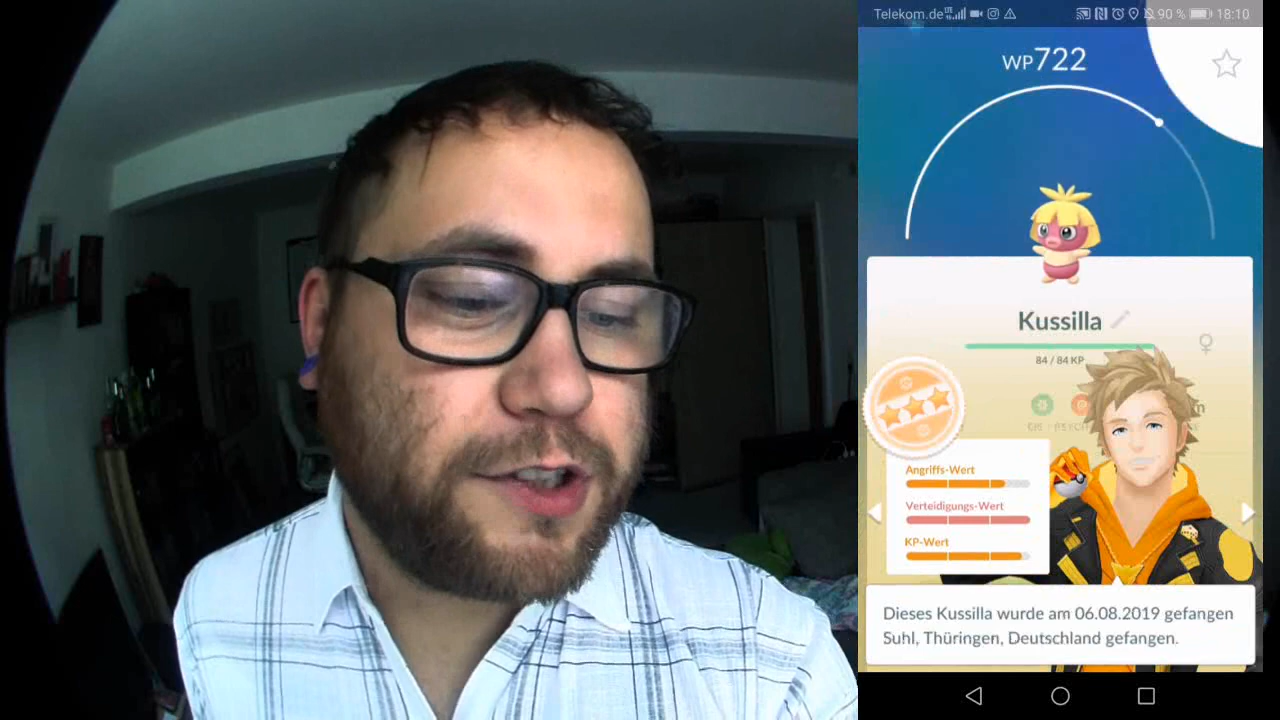 Telekom.de 90 % 18:10
WP722
Kussilla
84 / 84 KP
Angriffs-Wert
Verteidigungs-Wert
KP-Wert
Dieses Kussilla wurde am 06.08.2019 gefangen
Suhl, Thüringen, Deutschland gefangen.